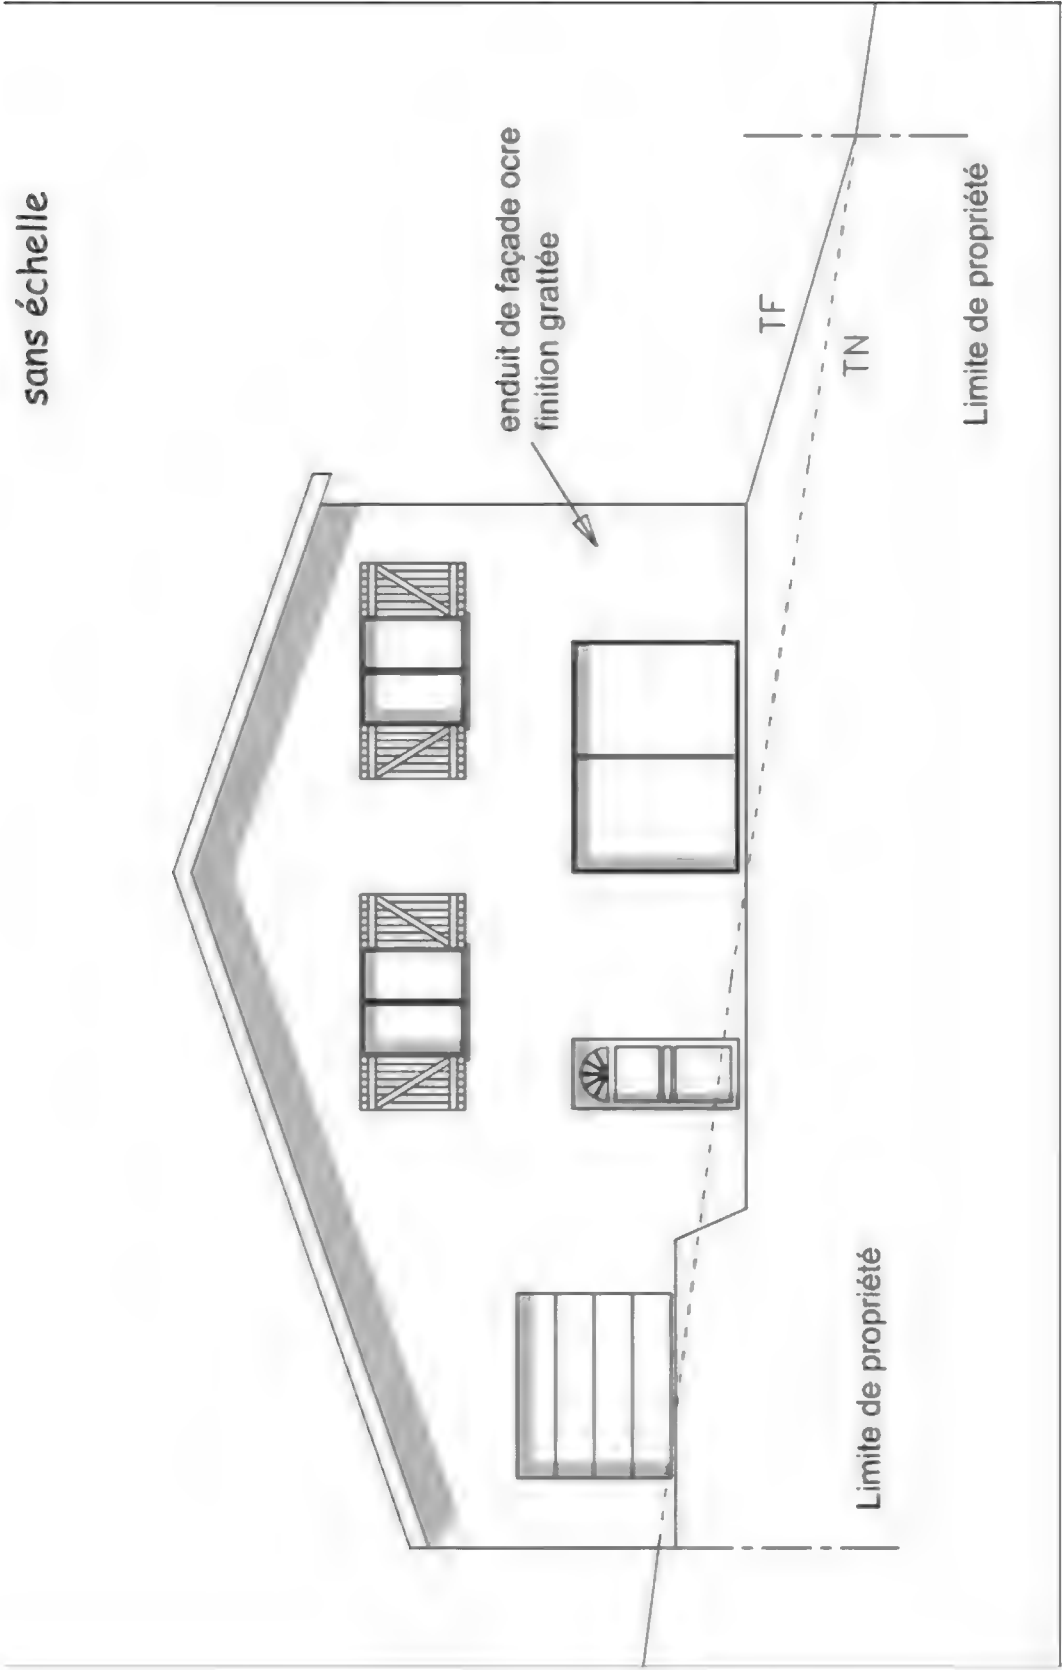 sans échelle
enduit de façade ocre
finition grattée
TF
TN
Limite de propriété
Limite de propriété